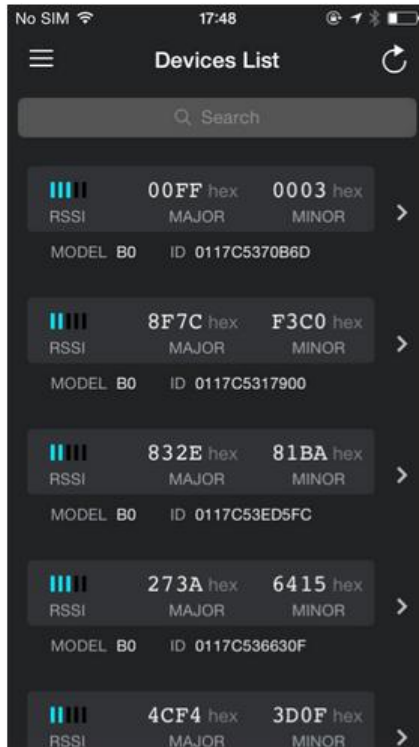 No SIM 17:48
Devices List
Search
00FF hex 0003 hex
RSSI MAJOR MINOR
MODEL B0 ID 0117C5370B6D
8F7C hex F3C0 hex
RSSI MAJOR MINOR
MODEL B0 ID 0117C5317900
832E hex 81BA hex
RSSI MAJOR MINOR
MODEL B0 ID 0117C53ED5FC
273A hex 6415 hex
RSSI MAJOR MINOR
MODEL B0 ID 0117C536630F
4CF4 hex 3D0F hex
RSSI MAJOR MINOR